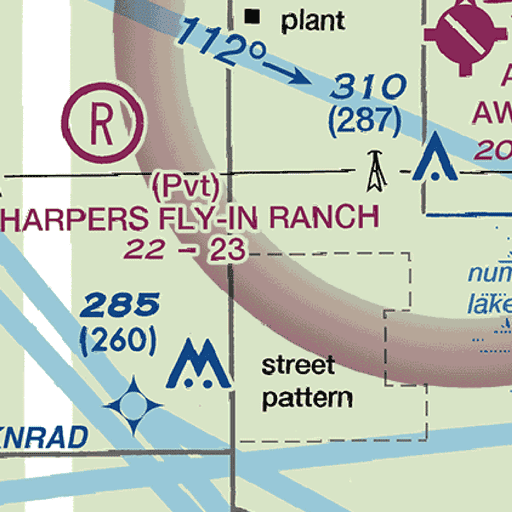 plant
112°
310
(287)
R
A
AW
20
(Pvt)
HARPERS FLY-IN RANCH
22 - 23
num
lake
285
(260)
street
pattern
KNRAD